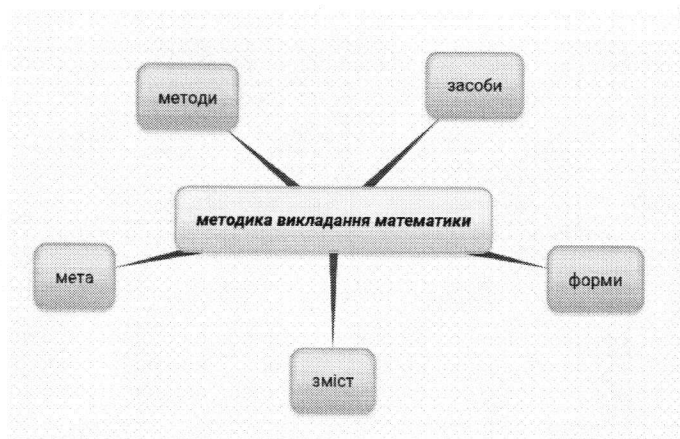 методи
засоби
методика викладання математики
мета
форми
зміст